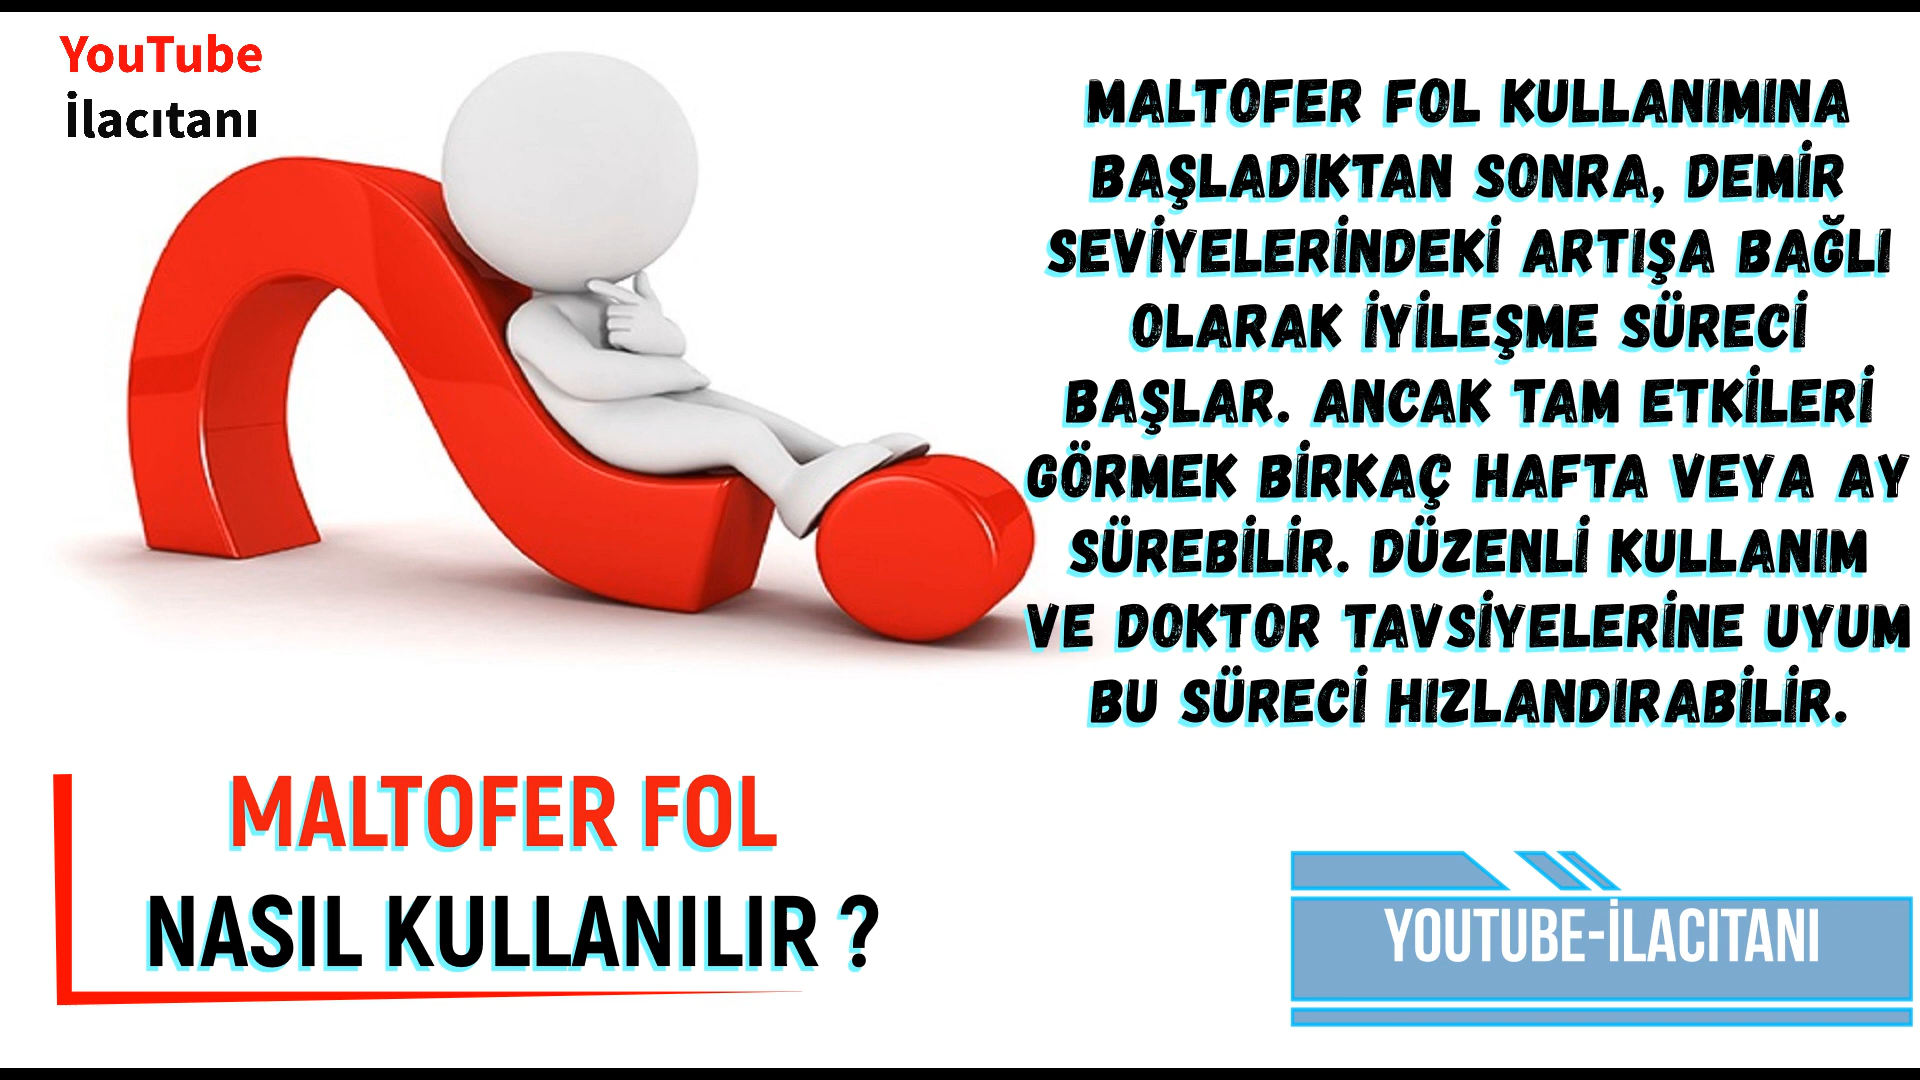 YouTube
İlacıtanı
MALTOFER FOL KULLANIMINA
BAŞLADIKTAN SONRA, DEMİR
SEVİYELERİNDEKİ ARTIŞA BAĞLI
OLARAK İYİLEŞME SÜRECİ
BAŞLAR. ANCAK TAM ETKİLERİ
GÖRMEK BİRKAÇ HAFTA VEYA AY
SÜREBİLİR. DÜZENLİ KULLANIM
VE DOKTOR TAVSİYELERİNE UYUM
BU SÜRECİ HIZLANDIRABİLİR.
MALTOFER FOL
NASIL KULLANILIR ?
YOUTUBE-İLACITANI